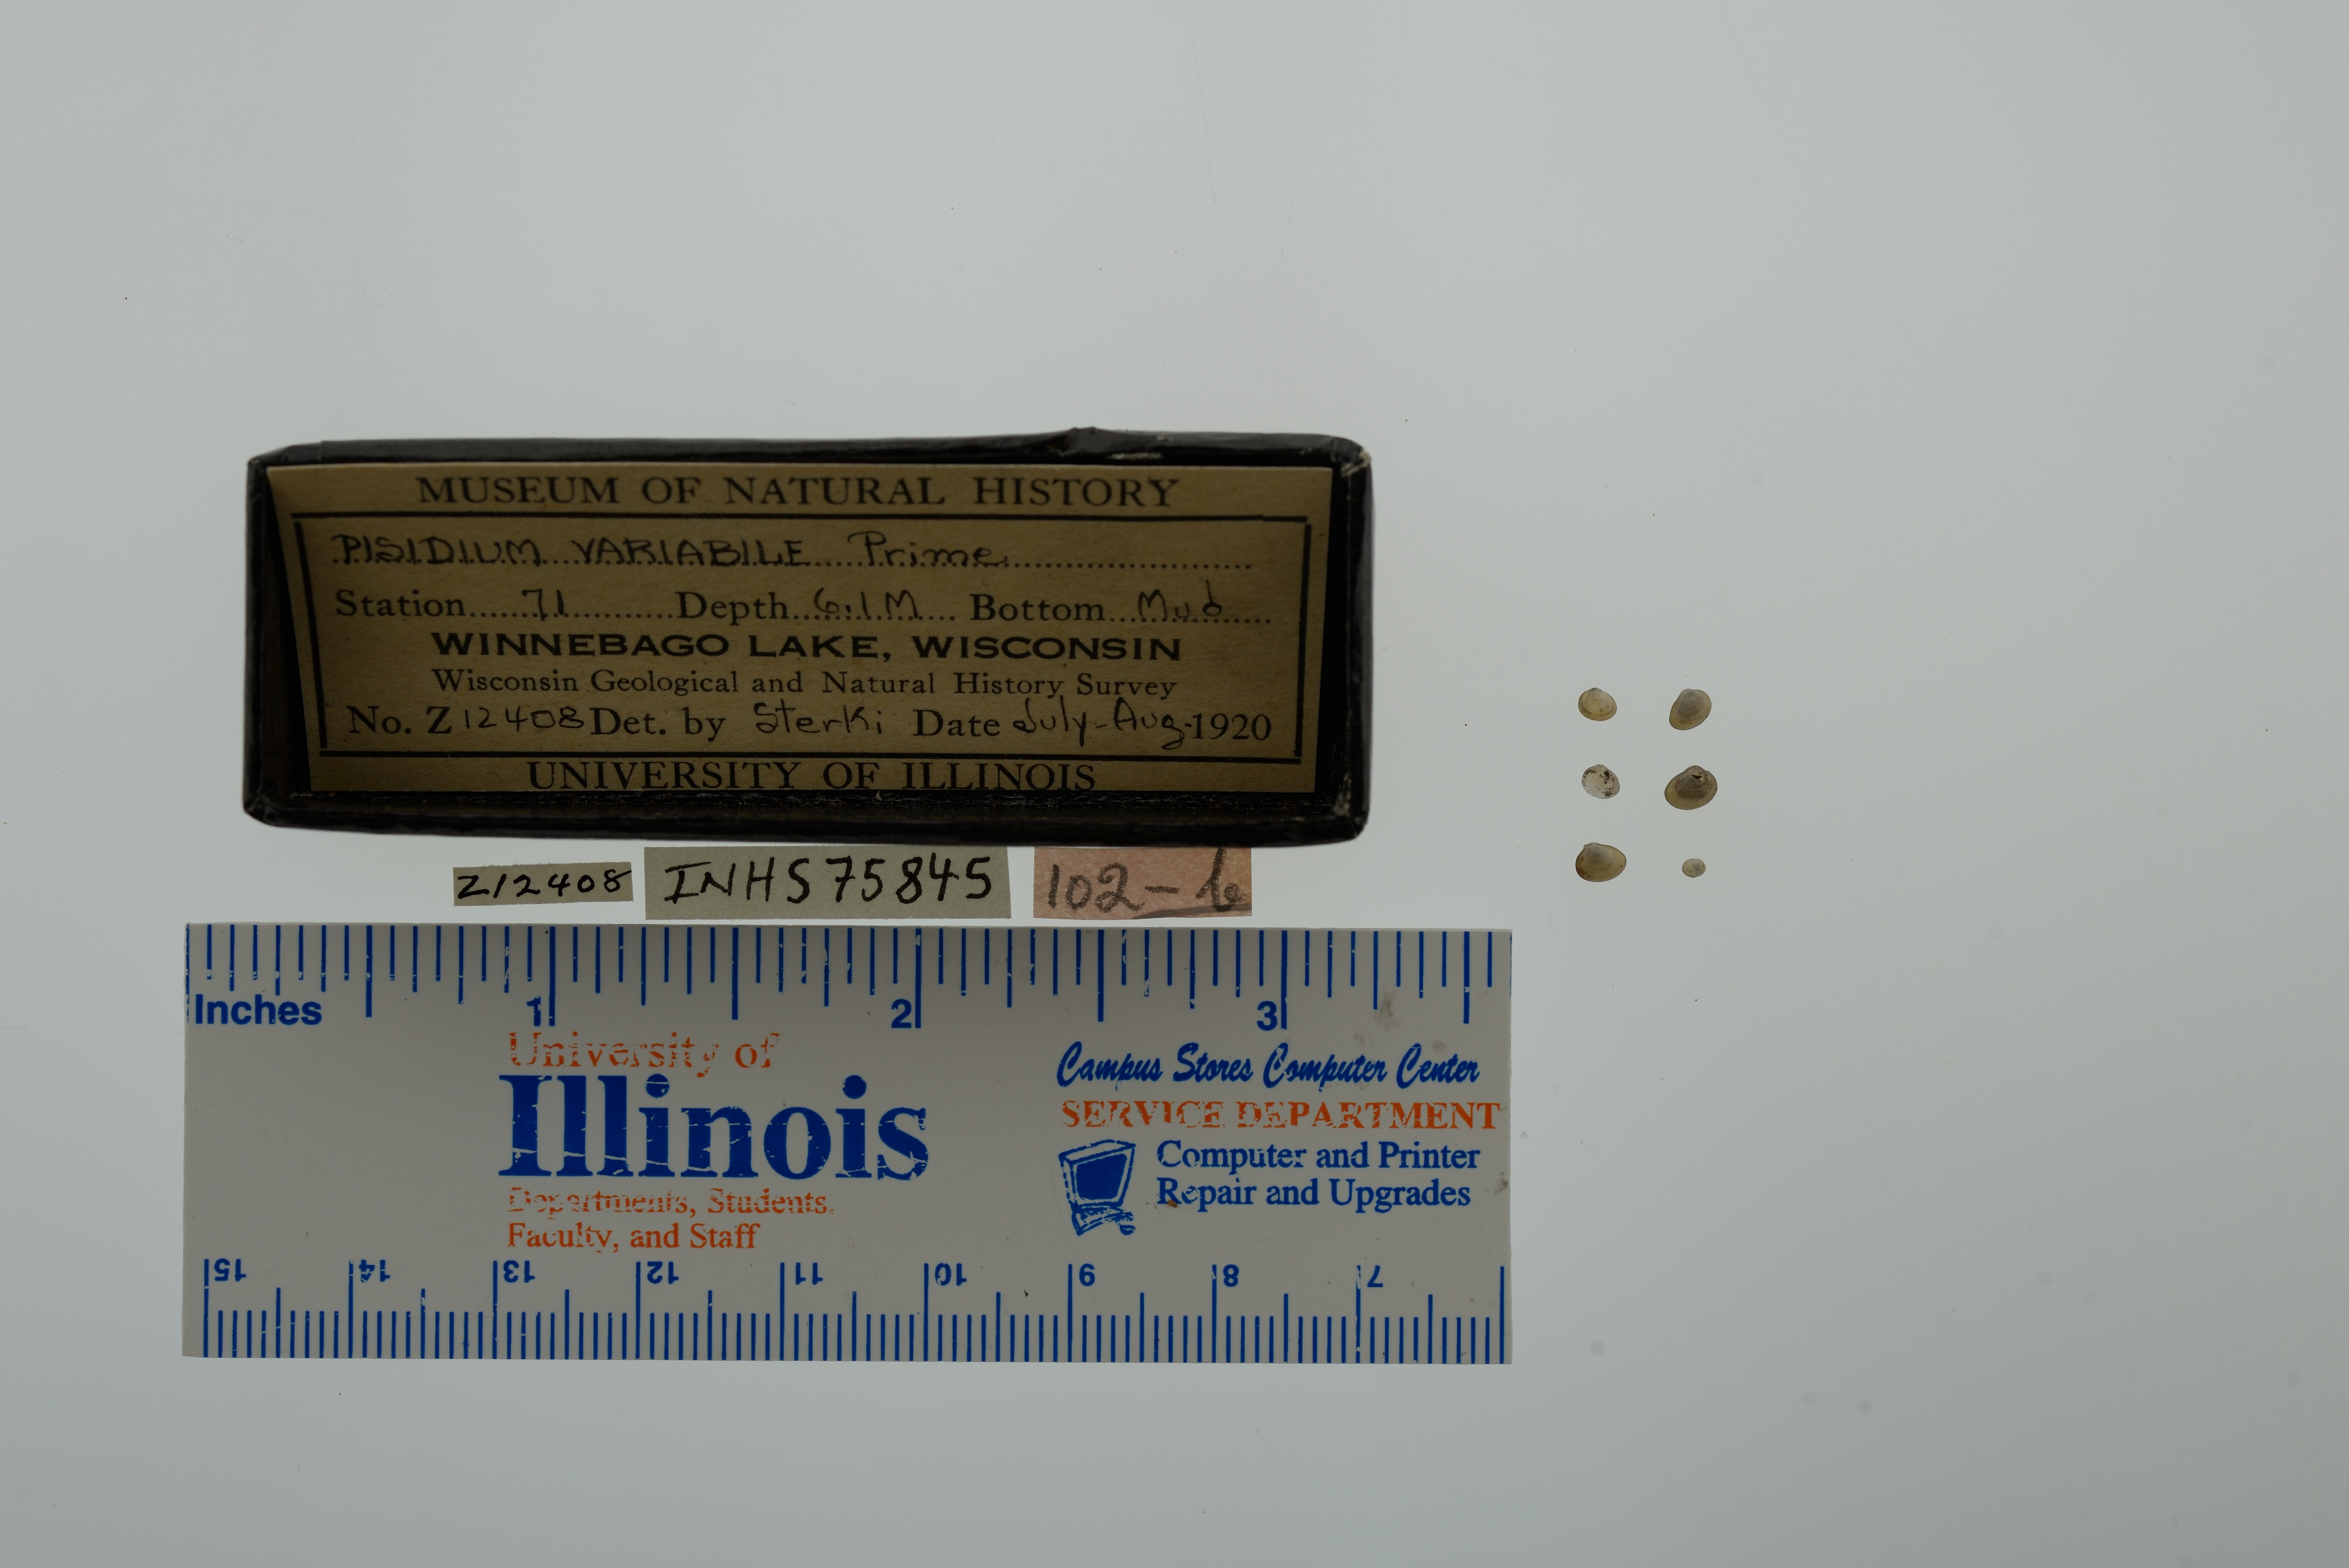 MUSEUM OF NATURAL HISTORY
PISIDIUM VARIABILE Prime
Station 71 Depth 6.1 M Bottom Mud
WINNEBAGO LAKE, WISCONSIN
Wisconsin Geological and Natural History Survey
No. Z 12408 Det. by Sterki Date July-Aug-1920
UNIVERSITY OF ILLINOIS
Z12408 INHS75845 102-b
Inches 1 2 3
University of
Illinois
Departments, Students,
Faculty, and Staff
Campus Stores Computer Center
SERVICE DEPARTMENT
Computer and Printer
Repair and Upgrades
15 14 13 12 11 10 9 8 7